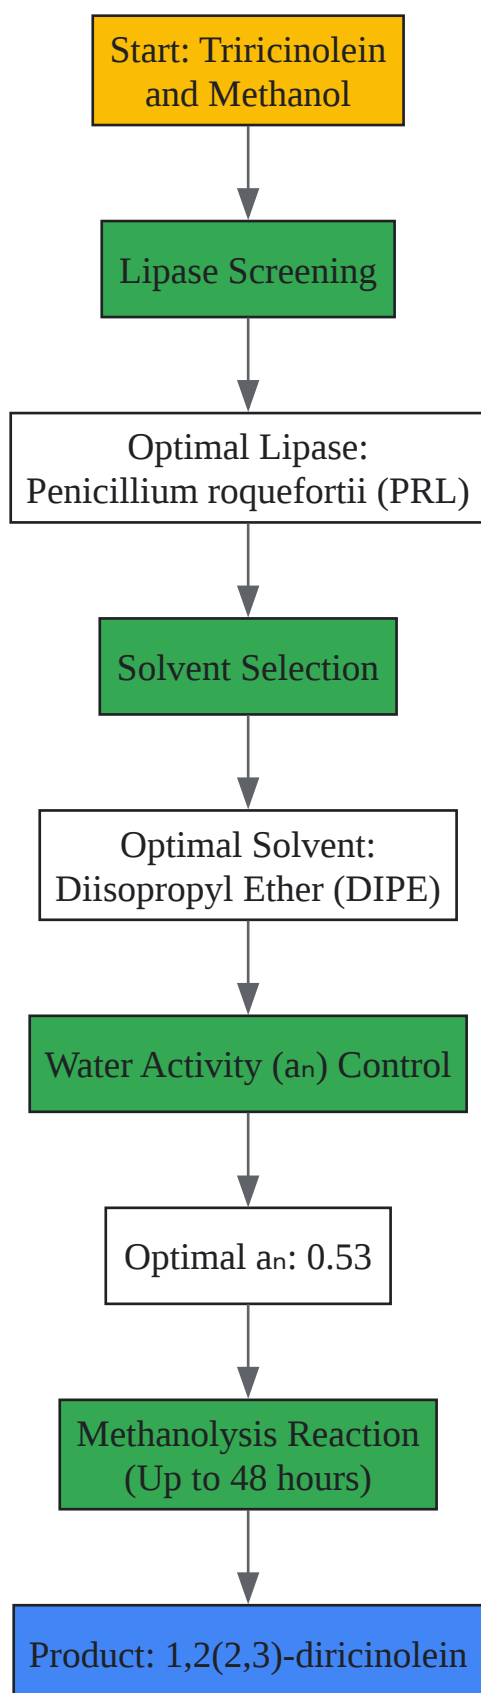 Start: Triricinolein
and Methanol
Lipase Screening
Optimal Lipase:
Penicillium roquefortii (PRL)
Solvent Selection
Optimal Solvent:
Diisopropyl Ether (DIPE)
Water Activity (aₙ) Control
Optimal aₙ: 0.53
Methanolysis Reaction
(Up to 48 hours)
Product: 1,2(2,3)-diricinolein